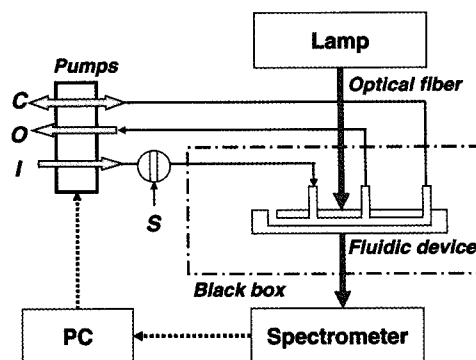 Lamp
Pumps
Optical fiber
C
O
I
S
Fluidic device
Black box
PC
Spectrometer